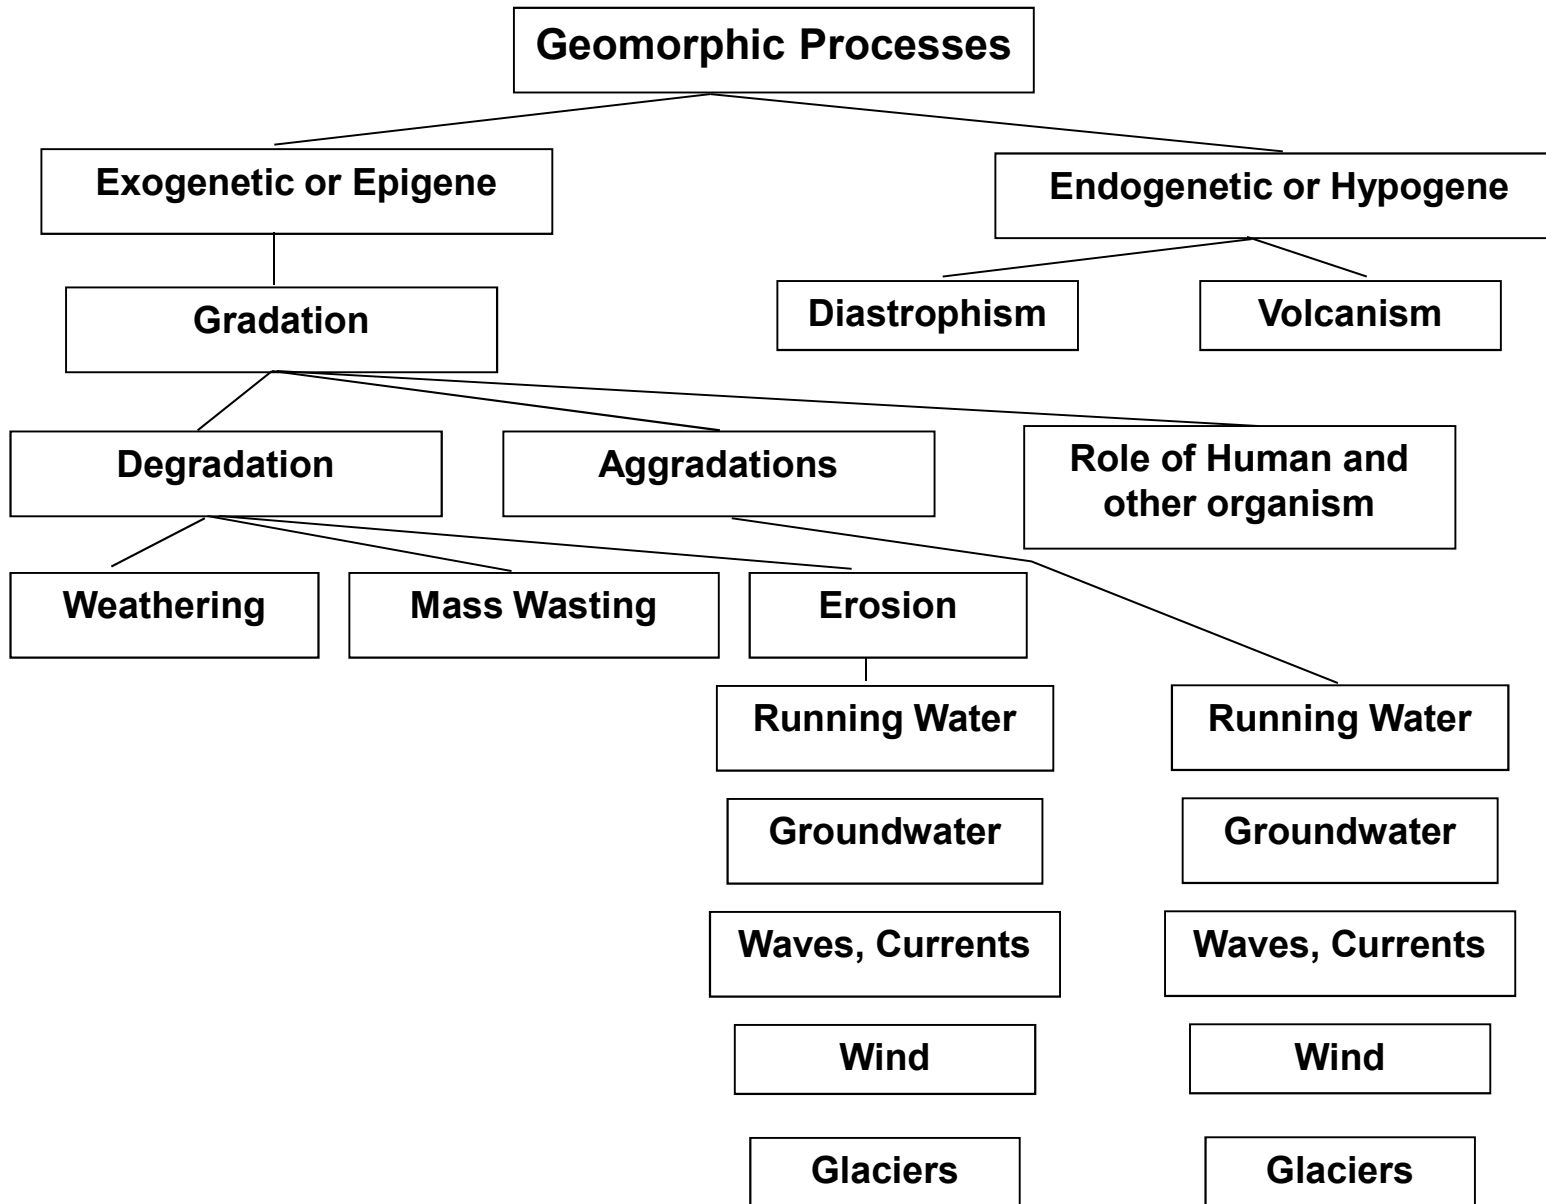 Geomorphic Processes
Exogenetic or Epigene
Endogenetic or Hypogene
Gradation
Diastrophism
Volcanism
Degradation
Aggradations
Role of Human and
other organism
Weathering
Mass Wasting
Erosion
Running Water
Running Water
Groundwater
Groundwater
Waves, Currents
Waves, Currents
Wind
Wind
Glaciers
Glaciers